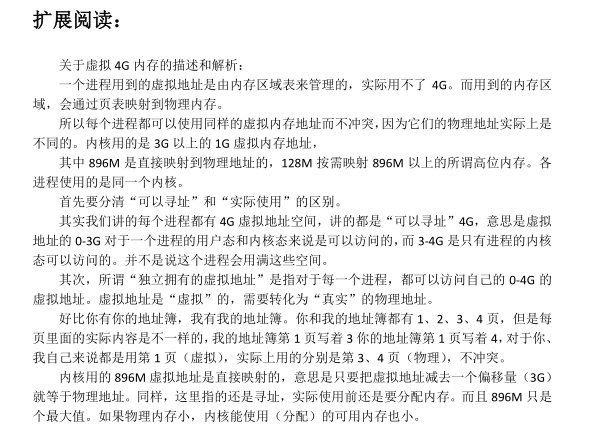 扩展阅读：
关于虚拟 4G 内存的描述和解析：
一个进程用到的虚拟地址是由内存区域表来管理的，实际用不了 4G。而用到的内存区
域，会通过页表映射到物理内存。
所以每个进程都可以使用同样的虚拟内存地址而不冲突，因为它们的物理地址实际上是
不同的。内核用的是 3G 以上的 1G 虚拟内存地址，
其中 896M 是直接映射到物理地址的，128M 按需映射 896M 以上的所谓高位内存。各
进程使用的是同一个内核。
首先要分清“可以寻址”和“实际使用”的区别。
其实我们讲的每个进程都有 4G 虚拟地址空间，讲的都是“可以寻址”4G，意思是虚拟
地址的 0-3G 对于一个进程的用户态和内核态来说是可以访问的，而 3-4G 是只有进程的内核
态可以访问的。并不是说这个进程会用满这些空间。
其次，所谓“独立拥有的虚拟地址”是指对于每一个进程，都可以访问自己的 0-4G 的
虚拟地址。虚拟地址是“虚拟”的，需要转化为“真实”的物理地址。
好比你有你的地址簿，我有我的地址簿。你和我的地址簿都有 1、2、3、4 页，但是每
页里面的实际内容是不一样的，我的地址簿第 1 页写着 3 你的地址簿第 1 页写着 4，对于你、
我自己来说都是用第 1 页（虚拟），实际上用的分别是第 3、4 页（物理），不冲突。
内核用的 896M 虚拟地址是直接映射的，意思是只要把虚拟地址减去一个偏移量（3G）
就等于物理地址。同样，这里指的还是寻址，实际使用前还是要分配内存。而且 896M 只是
个最大值。如果物理内存小，内核能使用（分配）的可用内存也小。